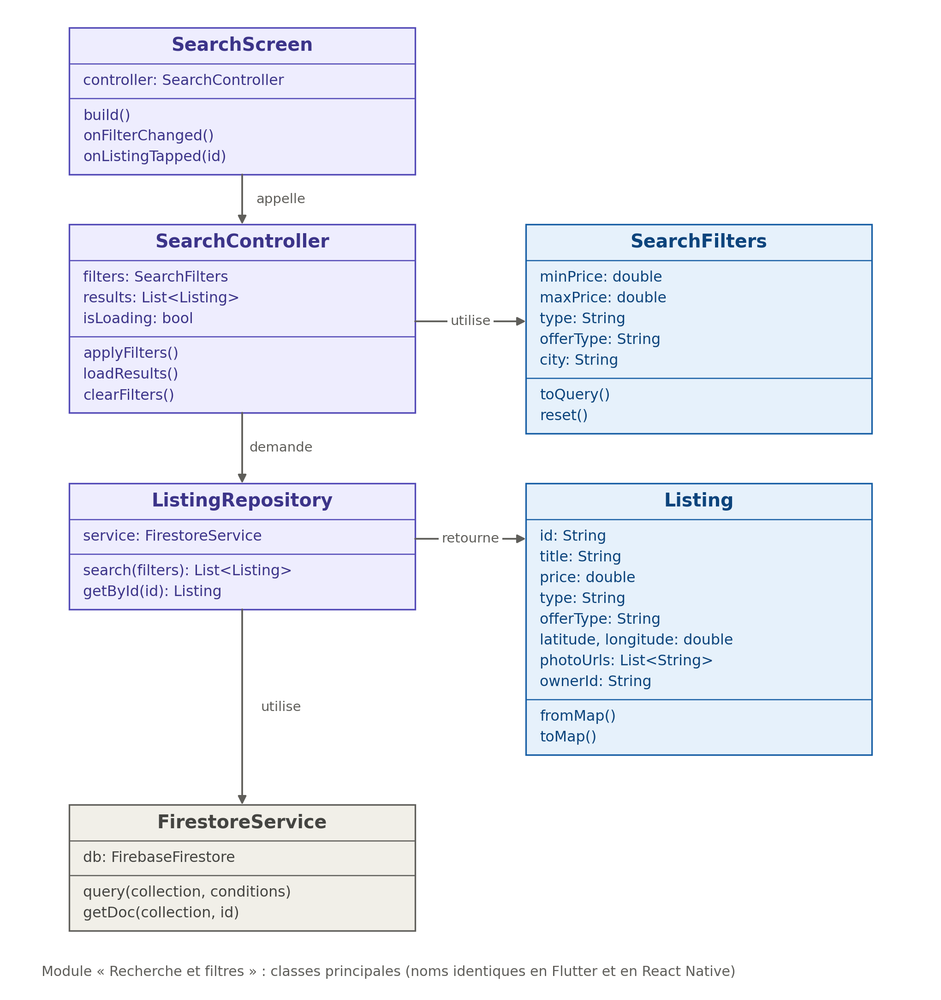 SearchScreen
controller: SearchController
build()
onFilterChanged()
onListingTapped(id)
appelle
SearchController
filters: SearchFilters
results: List<Listing>
isLoading: bool
applyFilters()
loadResults()
clearFilters()
utilise
SearchFilters
minPrice: double
maxPrice: double
type: String
offerType: String
city: String
toQuery()
reset()
demande
ListingRepository
service: FirestoreService
search(filters): List<Listing>
getById(id): Listing
retourne
Listing
id: String
title: String
price: double
type: String
offerType: String
latitude, longitude: double
photoUrls: List<String>
ownerId: String
fromMap()
toMap()
utilise
FirestoreService
db: FirebaseFirestore
query(collection, conditions)
getDoc(collection, id)
Module « Recherche et filtres » : classes principales (noms identiques en Flutter et en React Native)